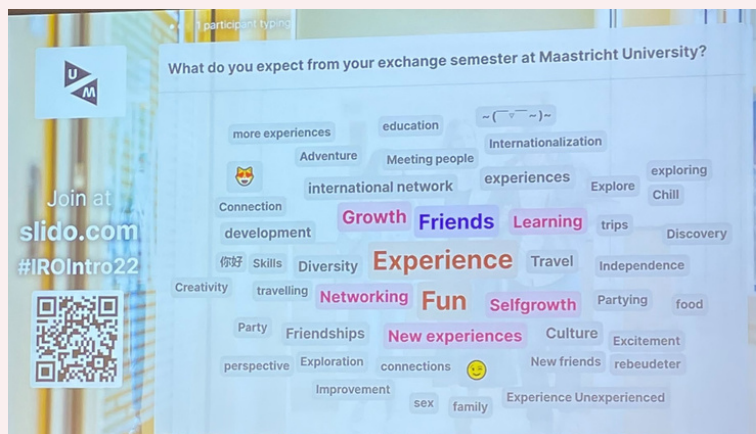 1 participant typing
U
M
Join at
slido.com
#IROIntro22
What do you expect from your exchange semester at Maastricht University?
more experiences education ~(￣▽￣~)~
Adventure Meeting people Internationalization
😍 international network experiences Explore exploring
Connection Chill
development Growth Friends Learning trips Discovery
你好 Skills Diversity Experience Travel Independence
Creativity travelling Networking Fun Selfgrowth Partying food
Party Friendships New experiences Culture Excitement
perspective Exploration connections 😉 New friends rebeudeter
Improvement sex family Experience Unexperienced